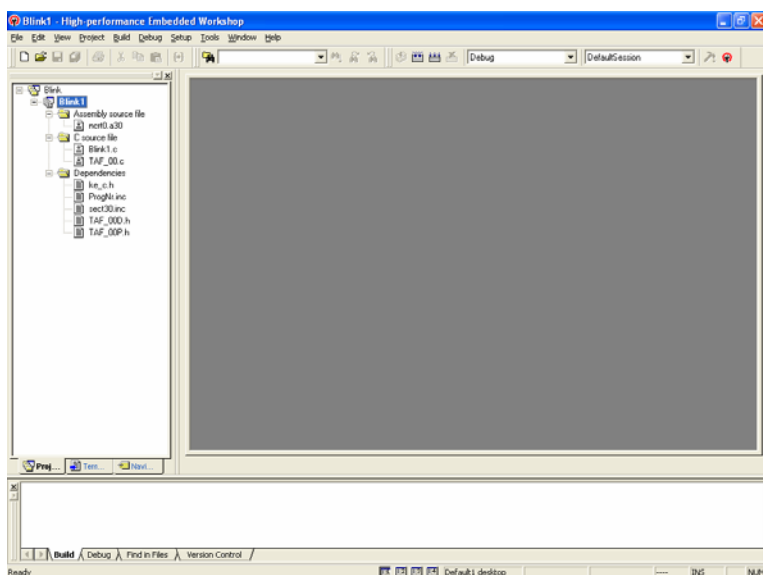 Blink1 - High-performance Embedded Workshop
File Edit View Project Build Debug Setup Tools Window Help
Debug DefaultSession
Blink
Blink1
Assembly source file
ncrt0.a30
C source file
Blink1.c
TAF_00.c
Dependencies
ke_c.h
ProgNr.inc
sect30.inc
TAF_00D.h
TAF_00P.h
Proj... Tem... Navi...
Build Debug Find in Files Version Control
Ready Default1 desktop INS NUM